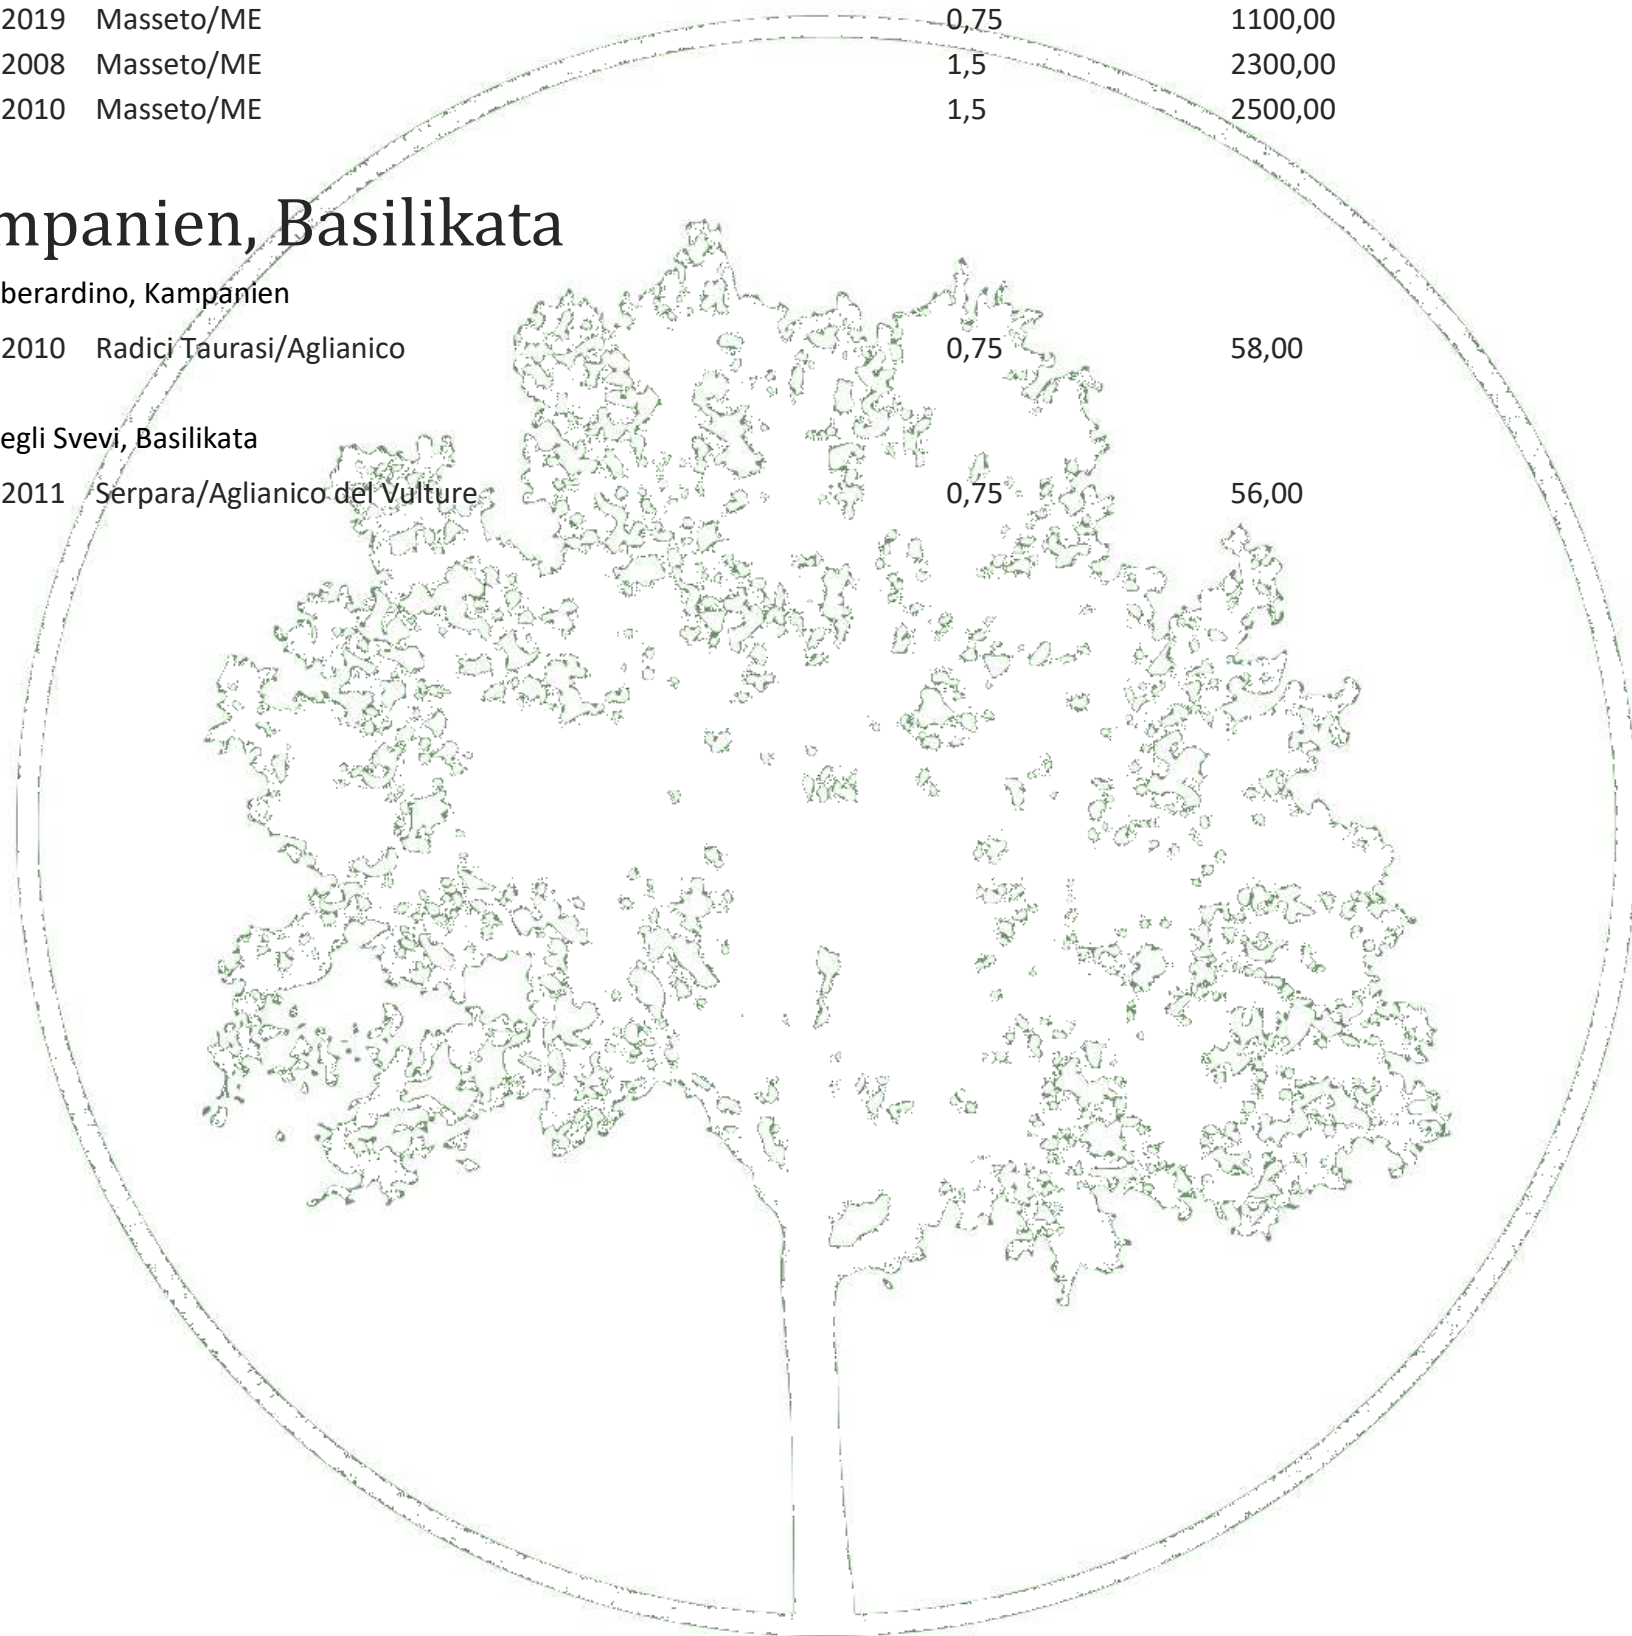 2019 Masseto/ME 0,75 1100,00
2008 Masseto/ME 1,5 2300,00
2010 Masseto/ME 1,5 2500,00
mpanien, Basilikata
berardino, Kampanien
2010 Radici Taurasi/Aglianico 0,75 58,00
egli Svevi, Basilikata
2011 Serpara/Aglianico del Vulture 0,75 56,00